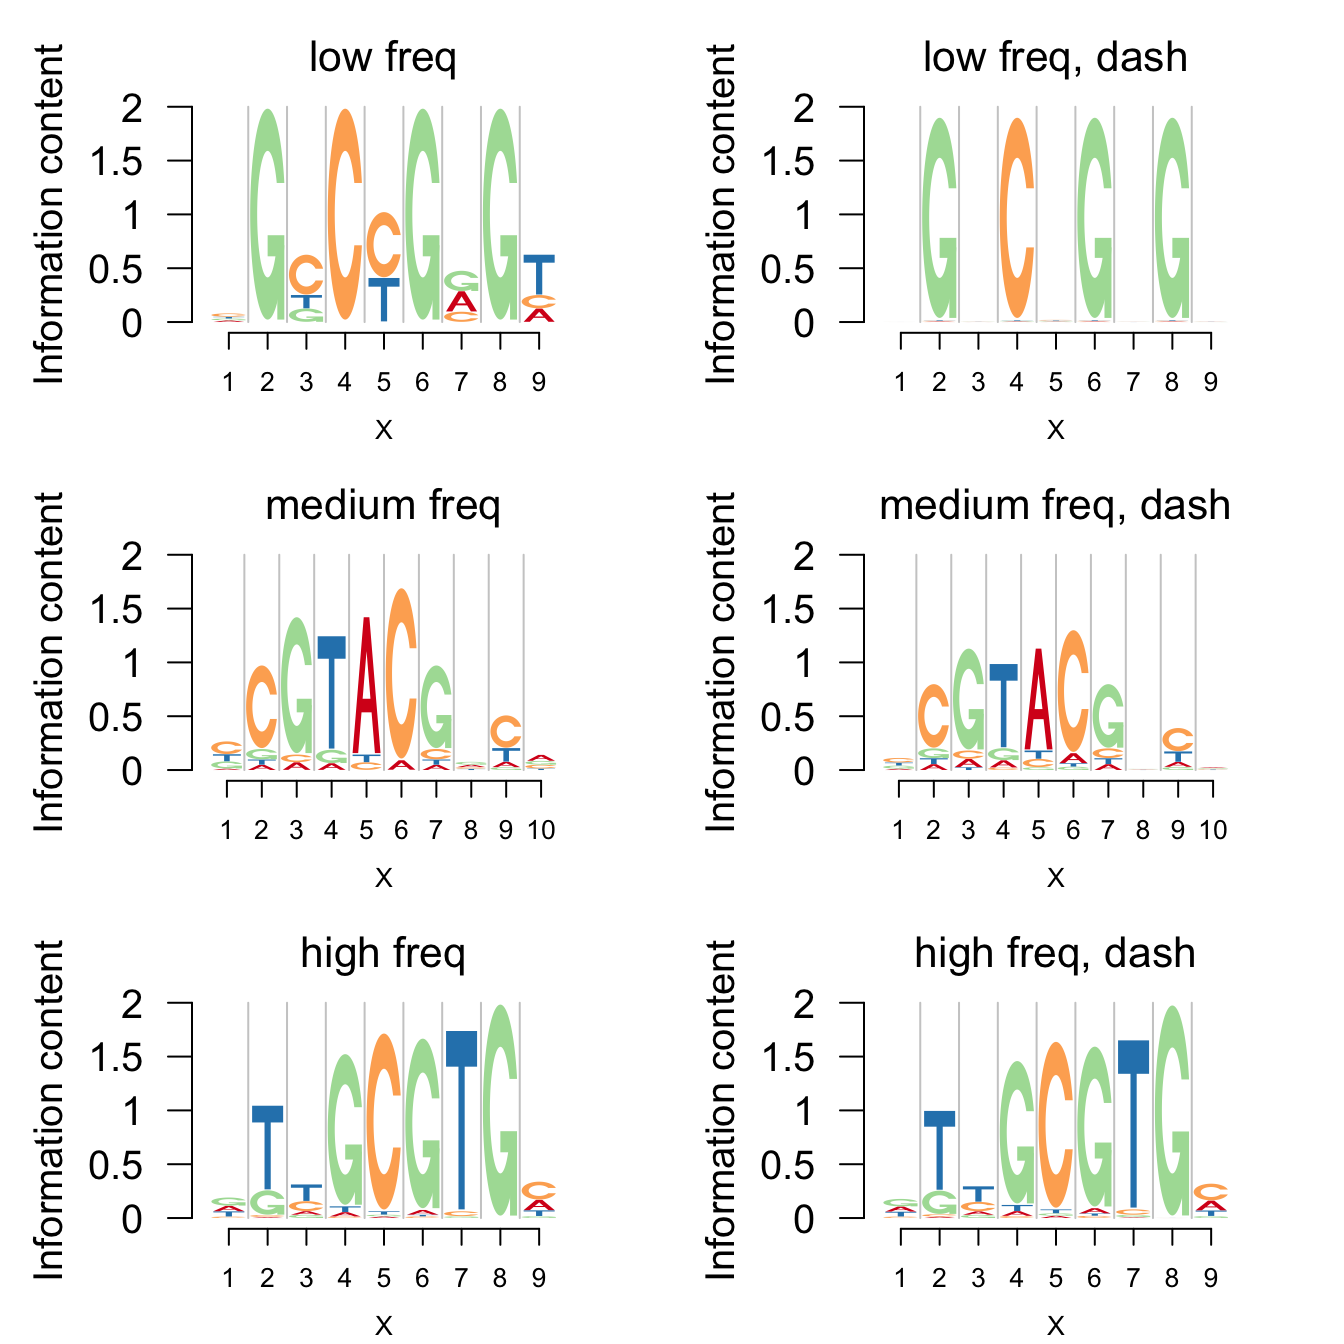 low freq
Information content
2
1.5
1
0.5
0
G C C C G G G T
T T A C
G C A
1 2 3 4 5 6 7 8 9
X
low freq, dash
Information content
2
1.5
1
0.5
0
G C G G
1 2 3 4 5 6 7 8 9
X
medium freq
Information content
2
1.5
1
0.5
0
C C G T A C G C A
1 2 3 4 5 6 7 8 9 10
X
medium freq, dash
Information content
2
1.5
1
0.5
0
C G T A C G C
1 2 3 4 5 6 7 8 9 10
X
high freq
Information content
2
1.5
1
0.5
0
G T T G C G T G C
1 2 3 4 5 6 7 8 9
X
high freq, dash
Information content
2
1.5
1
0.5
0
G T T G C G T G C
1 2 3 4 5 6 7 8 9
X